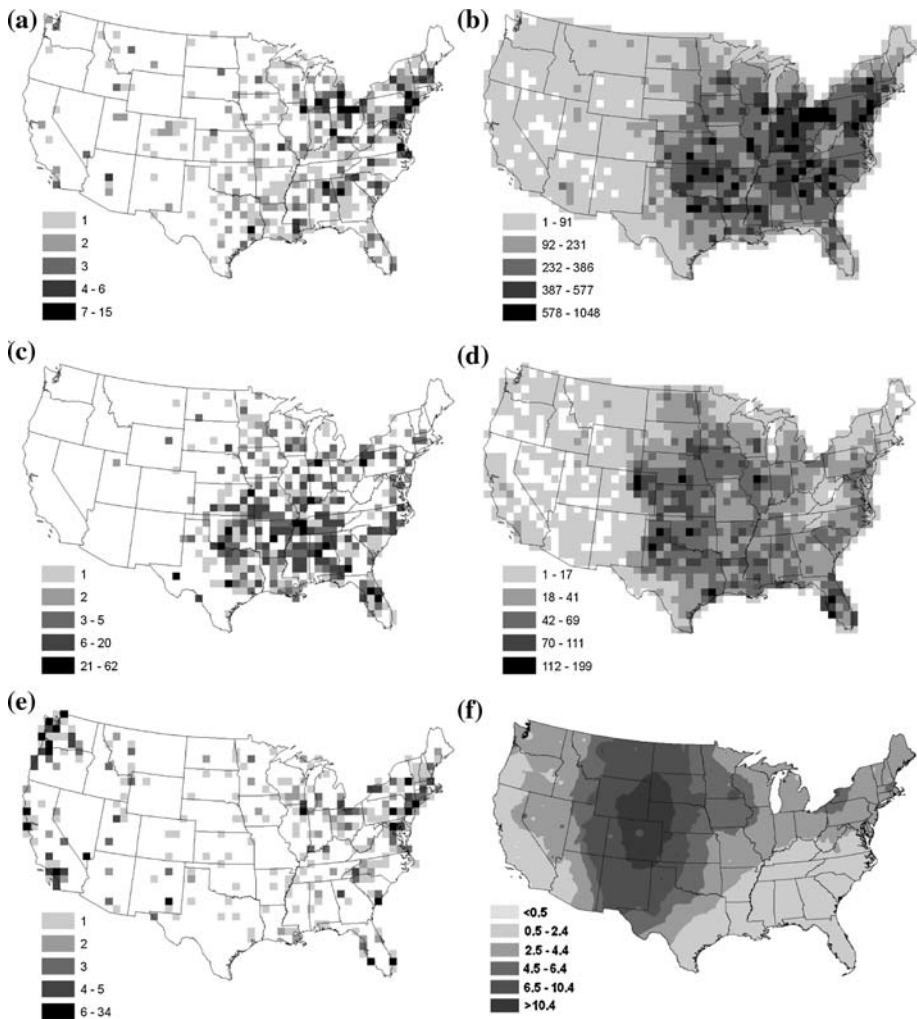 (a)
1
2
3
4 - 6
7 - 15
(b)
1 - 91
92 - 231
232 - 386
387 - 577
578 - 1048
(c)
1
2
3 - 5
6 - 20
21 - 62
(d)
1 - 17
18 - 41
42 - 69
70 - 111
112 - 199
(e)
1
2
3
4 - 5
6 - 34
(f)
<0.5
0.5 - 2.4
2.5 - 4.4
4.5 - 6.4
6.5 - 10.4
>10.4